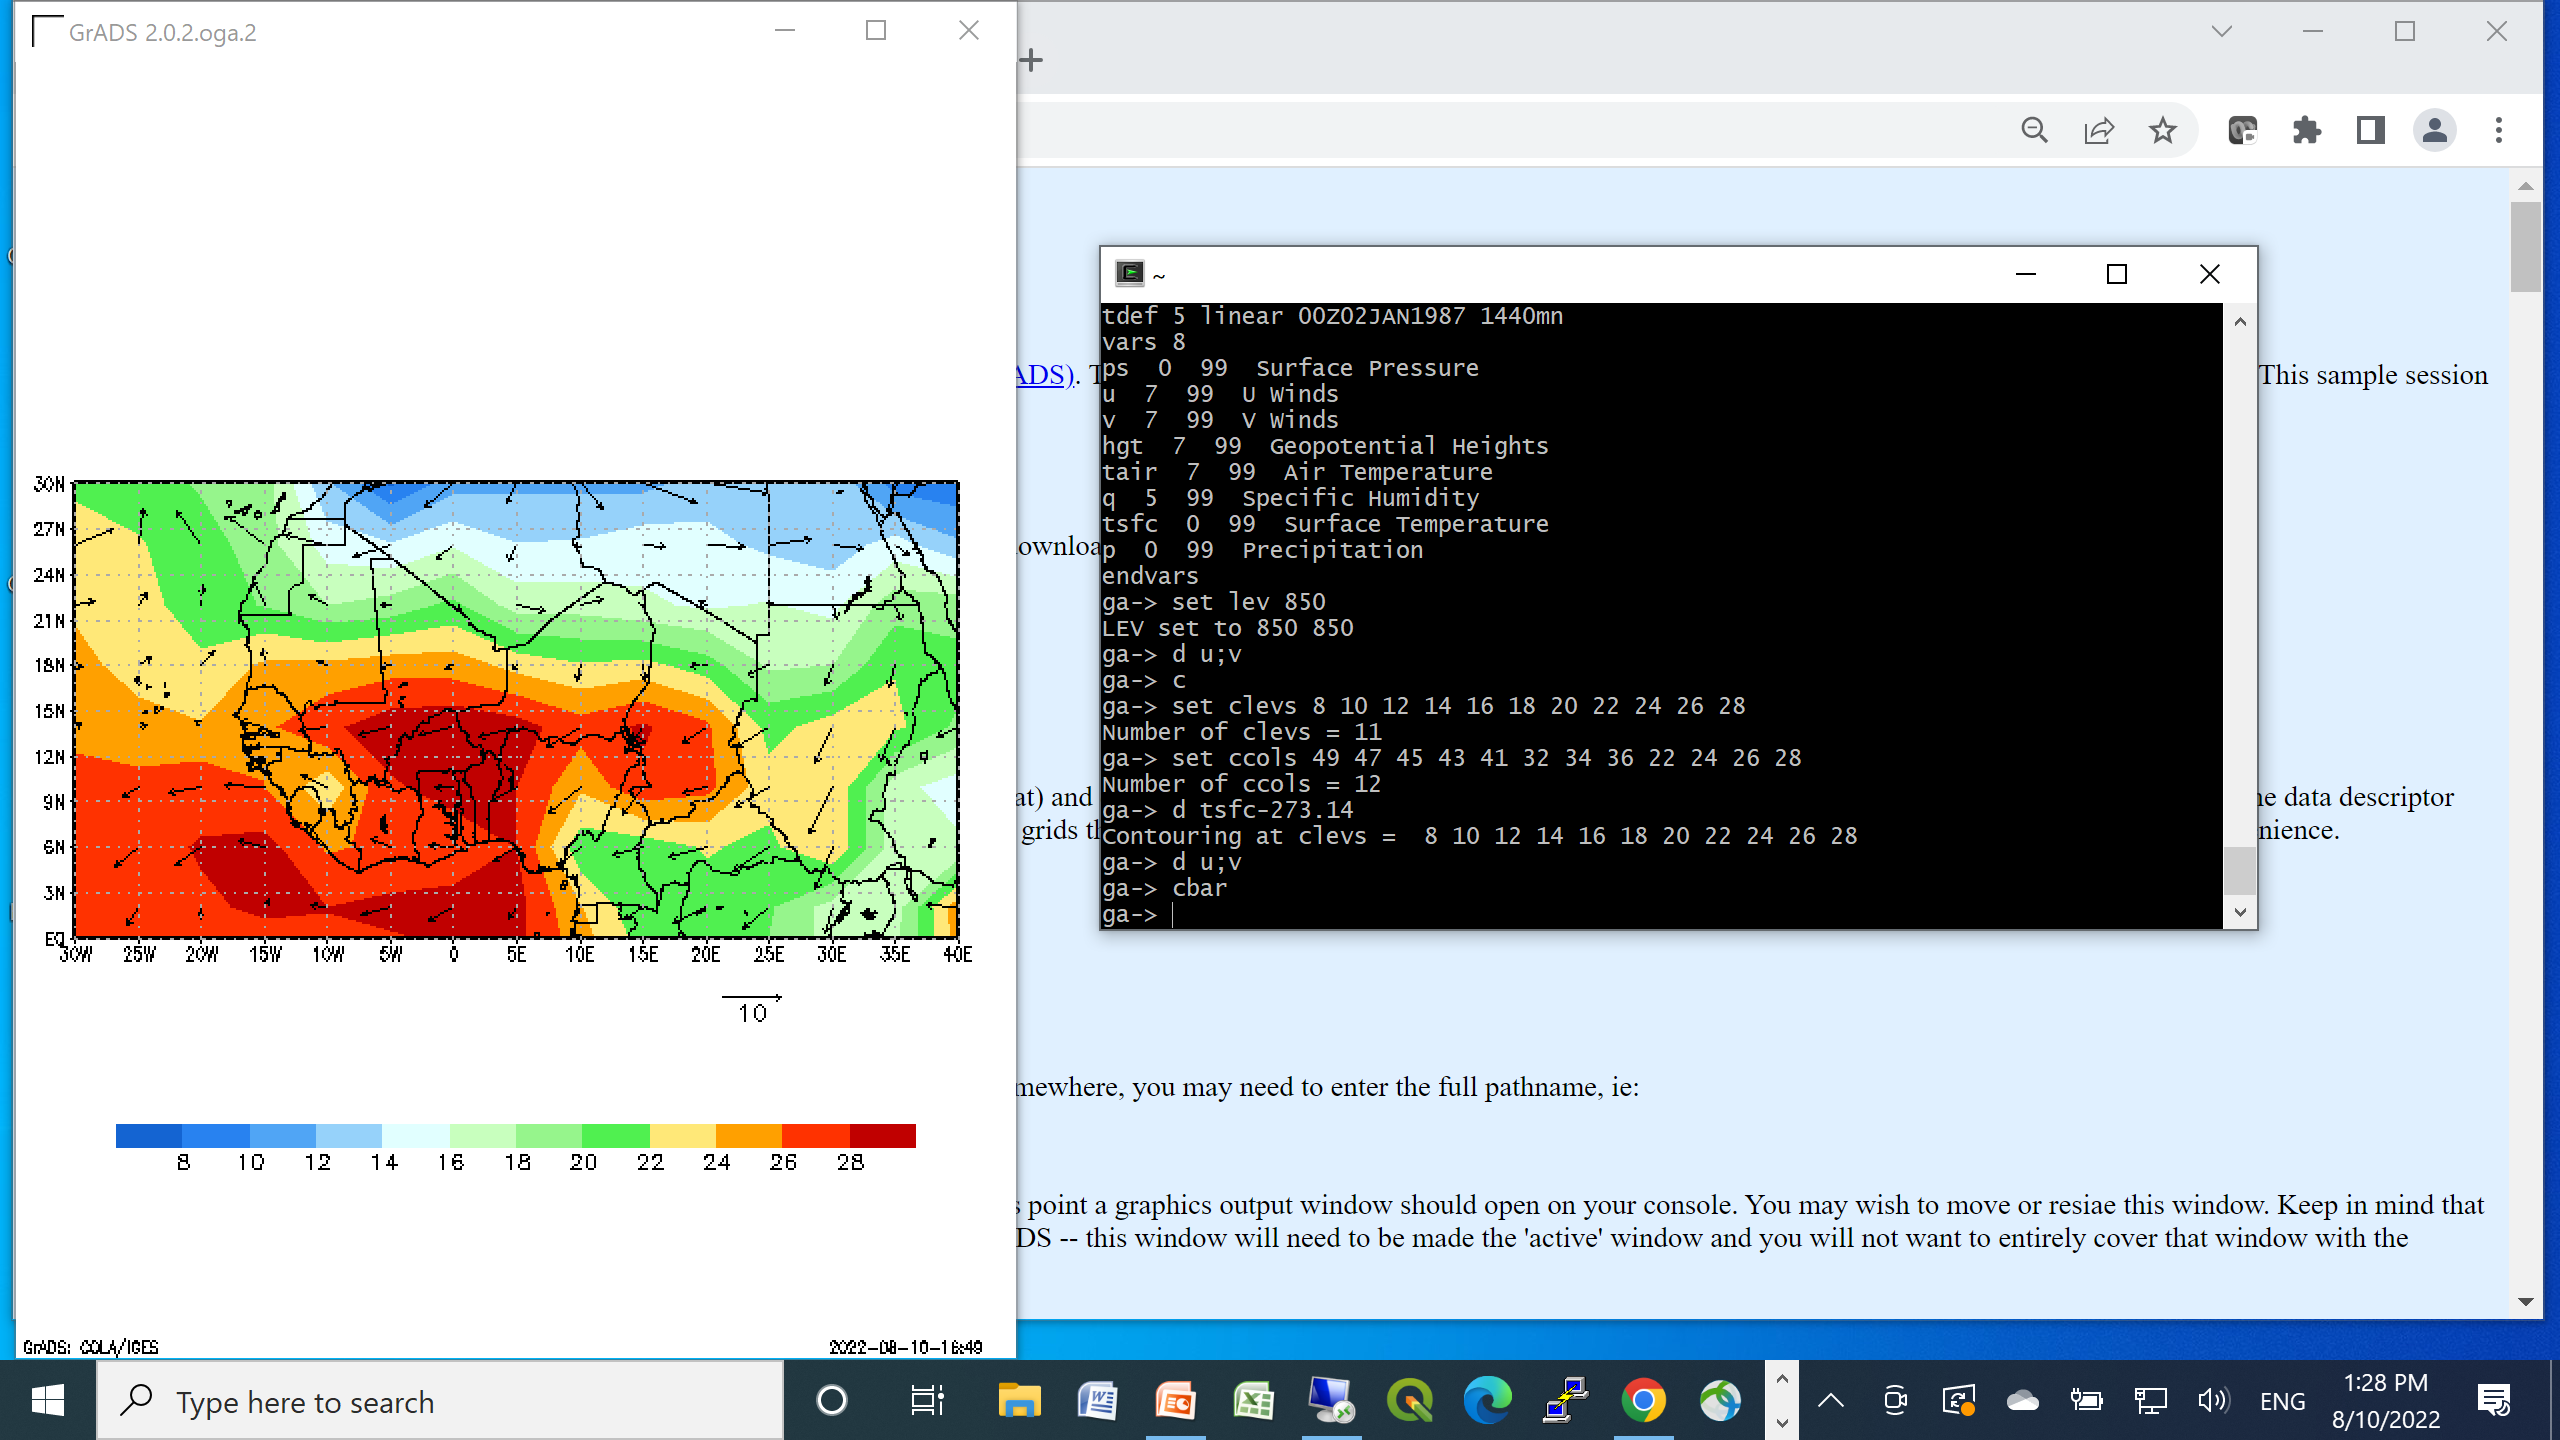 GrADS 2.0.2.oga.2
30N
27N
24N
21N
18N
15N
12N
9N
6N
3N
EQ
30W 25W 20W 15W 10W 5W 0 5E 10E 15E 20E 25E 30E 35E 40E
10
8 10 12 14 16 18 20 22 24 26 28
GrADS: COLA/IGES
2022-08-10-16:49
~
tdef 5 linear 00Z02JAN1987 1440mn
vars 8
ps 0 99 Surface Pressure
u 7 99 U Winds
v 7 99 V Winds
hgt 7 99 Geopotential Heights
tair 7 99 Air Temperature
q 5 99 Specific Humidity
tsfc 0 99 Surface Temperature
p 0 99 Precipitation
endvars
ga-> set lev 850
LEV set to 850 850
ga-> d u;v
ga-> c
ga-> set clevs 8 10 12 14 16 18 20 22 24 26 28
Number of clevs = 11
ga-> set ccols 49 47 45 43 41 32 34 36 22 24 26 28
Number of ccols = 12
ga-> d tsfc-273.14
Contouring at clevs = 8 10 12 14 16 18 20 22 24 26 28
ga-> d u;v
ga-> cbar
ga->
ADS). T
This sample session
at) and
data descriptor
grids
nience.
mewhere, you may need to enter the full pathname, ie:
point a graphics output window should open on your console. You may wish to move or resiae this window. Keep in mind that
DS -- this window will need to be made the 'active' window and you will not want to entirely cover that window with the
Type here to search
ENG
1:28 PM
8/10/2022